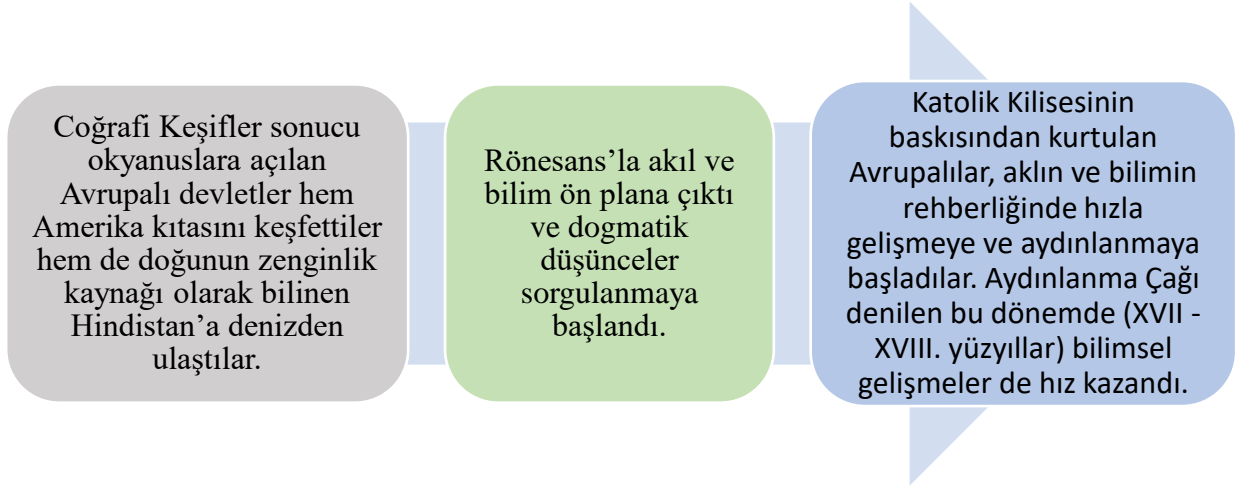 Coğrafi Keşifler sonucu
okyanuslara açılan
Avrupalı devletler hem
Amerika kıtasını keşfettiler
hem de doğunun zenginlik
kaynağı olarak bilinen
Hindistan’a denizden
ulaştılar.
Rönesans’la akıl ve
bilim ön plana çıktı
ve dogmatik
düşünceler
sorgulanmaya
başlandı.
Katolik Kilisesinin
baskısından kurtulan
Avrupalılar, aklın ve bilimin
rehberliğinde hızla
gelişmeye ve aydınlanmaya
başladılar. Aydınlanma Çağı
denilen bu dönemde (XVII -
XVIII. yüzyıllar) bilimsel
gelişmeler de hız kazandı.